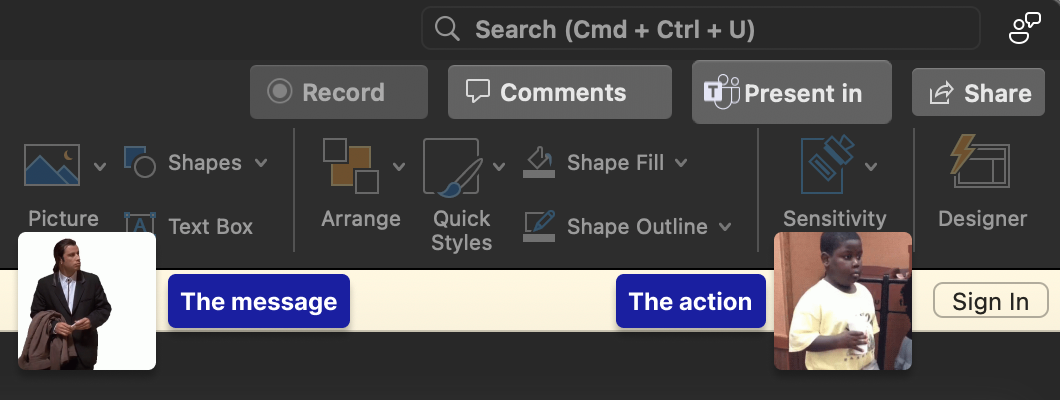 Search (Cmd + Ctrl + U)
Record
Comments
T
Present in
Share
Shapes
Shape Fill
Picture
A
Text Box
Arrange
Quick
Styles
Shape Outline
Sensitivity
Designer
The message
The action
Sign In